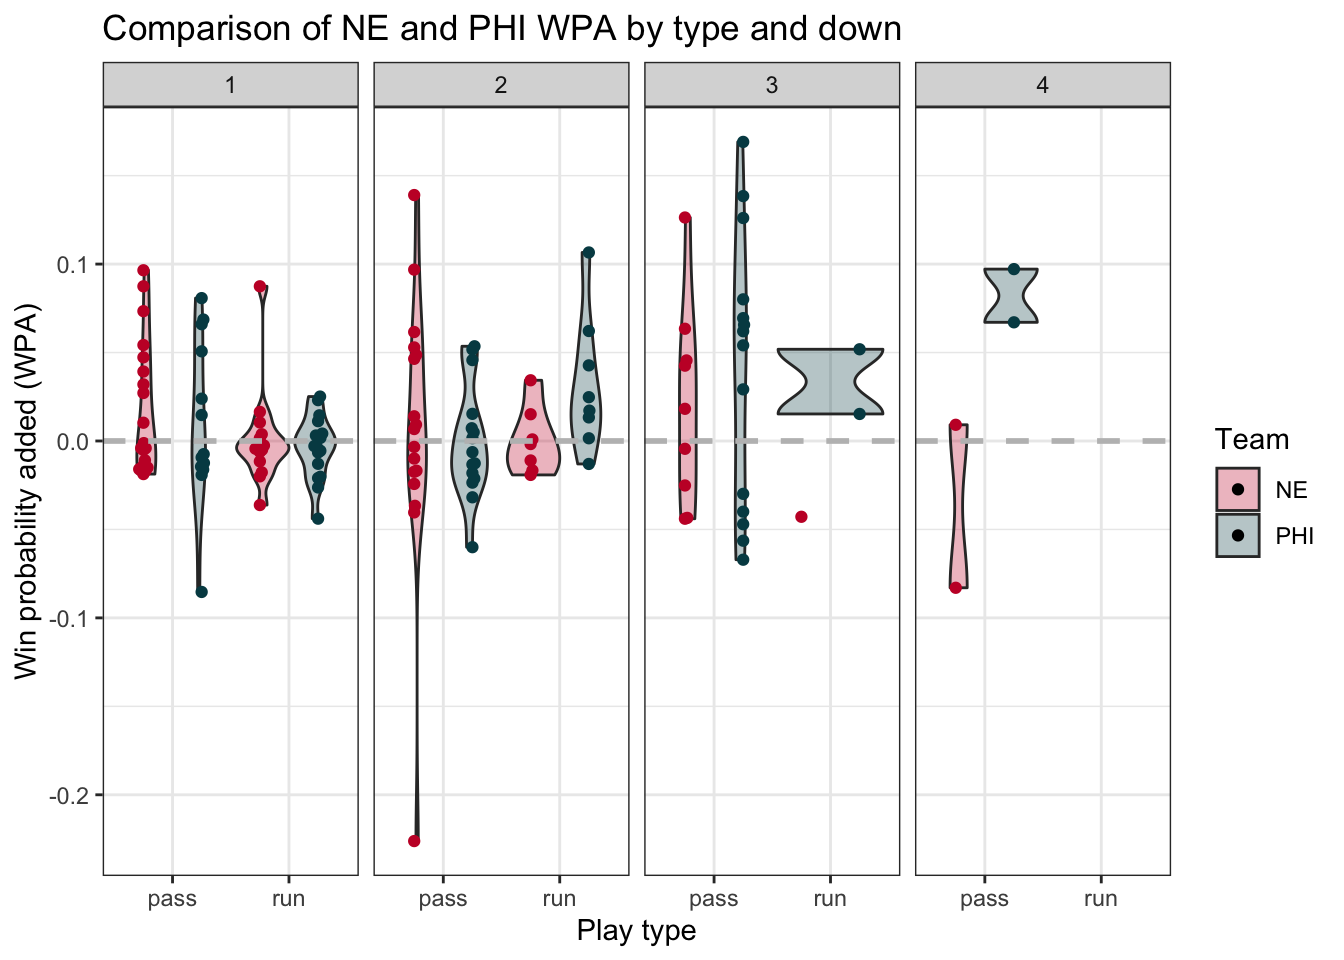 Comparison of NE and PHI WPA by type and down
1 2 3 4
Win probability added (WPA)
0.1
0.0
-0.1
-0.2
pass run pass run pass run pass run
Play type
Team
NE
PHI